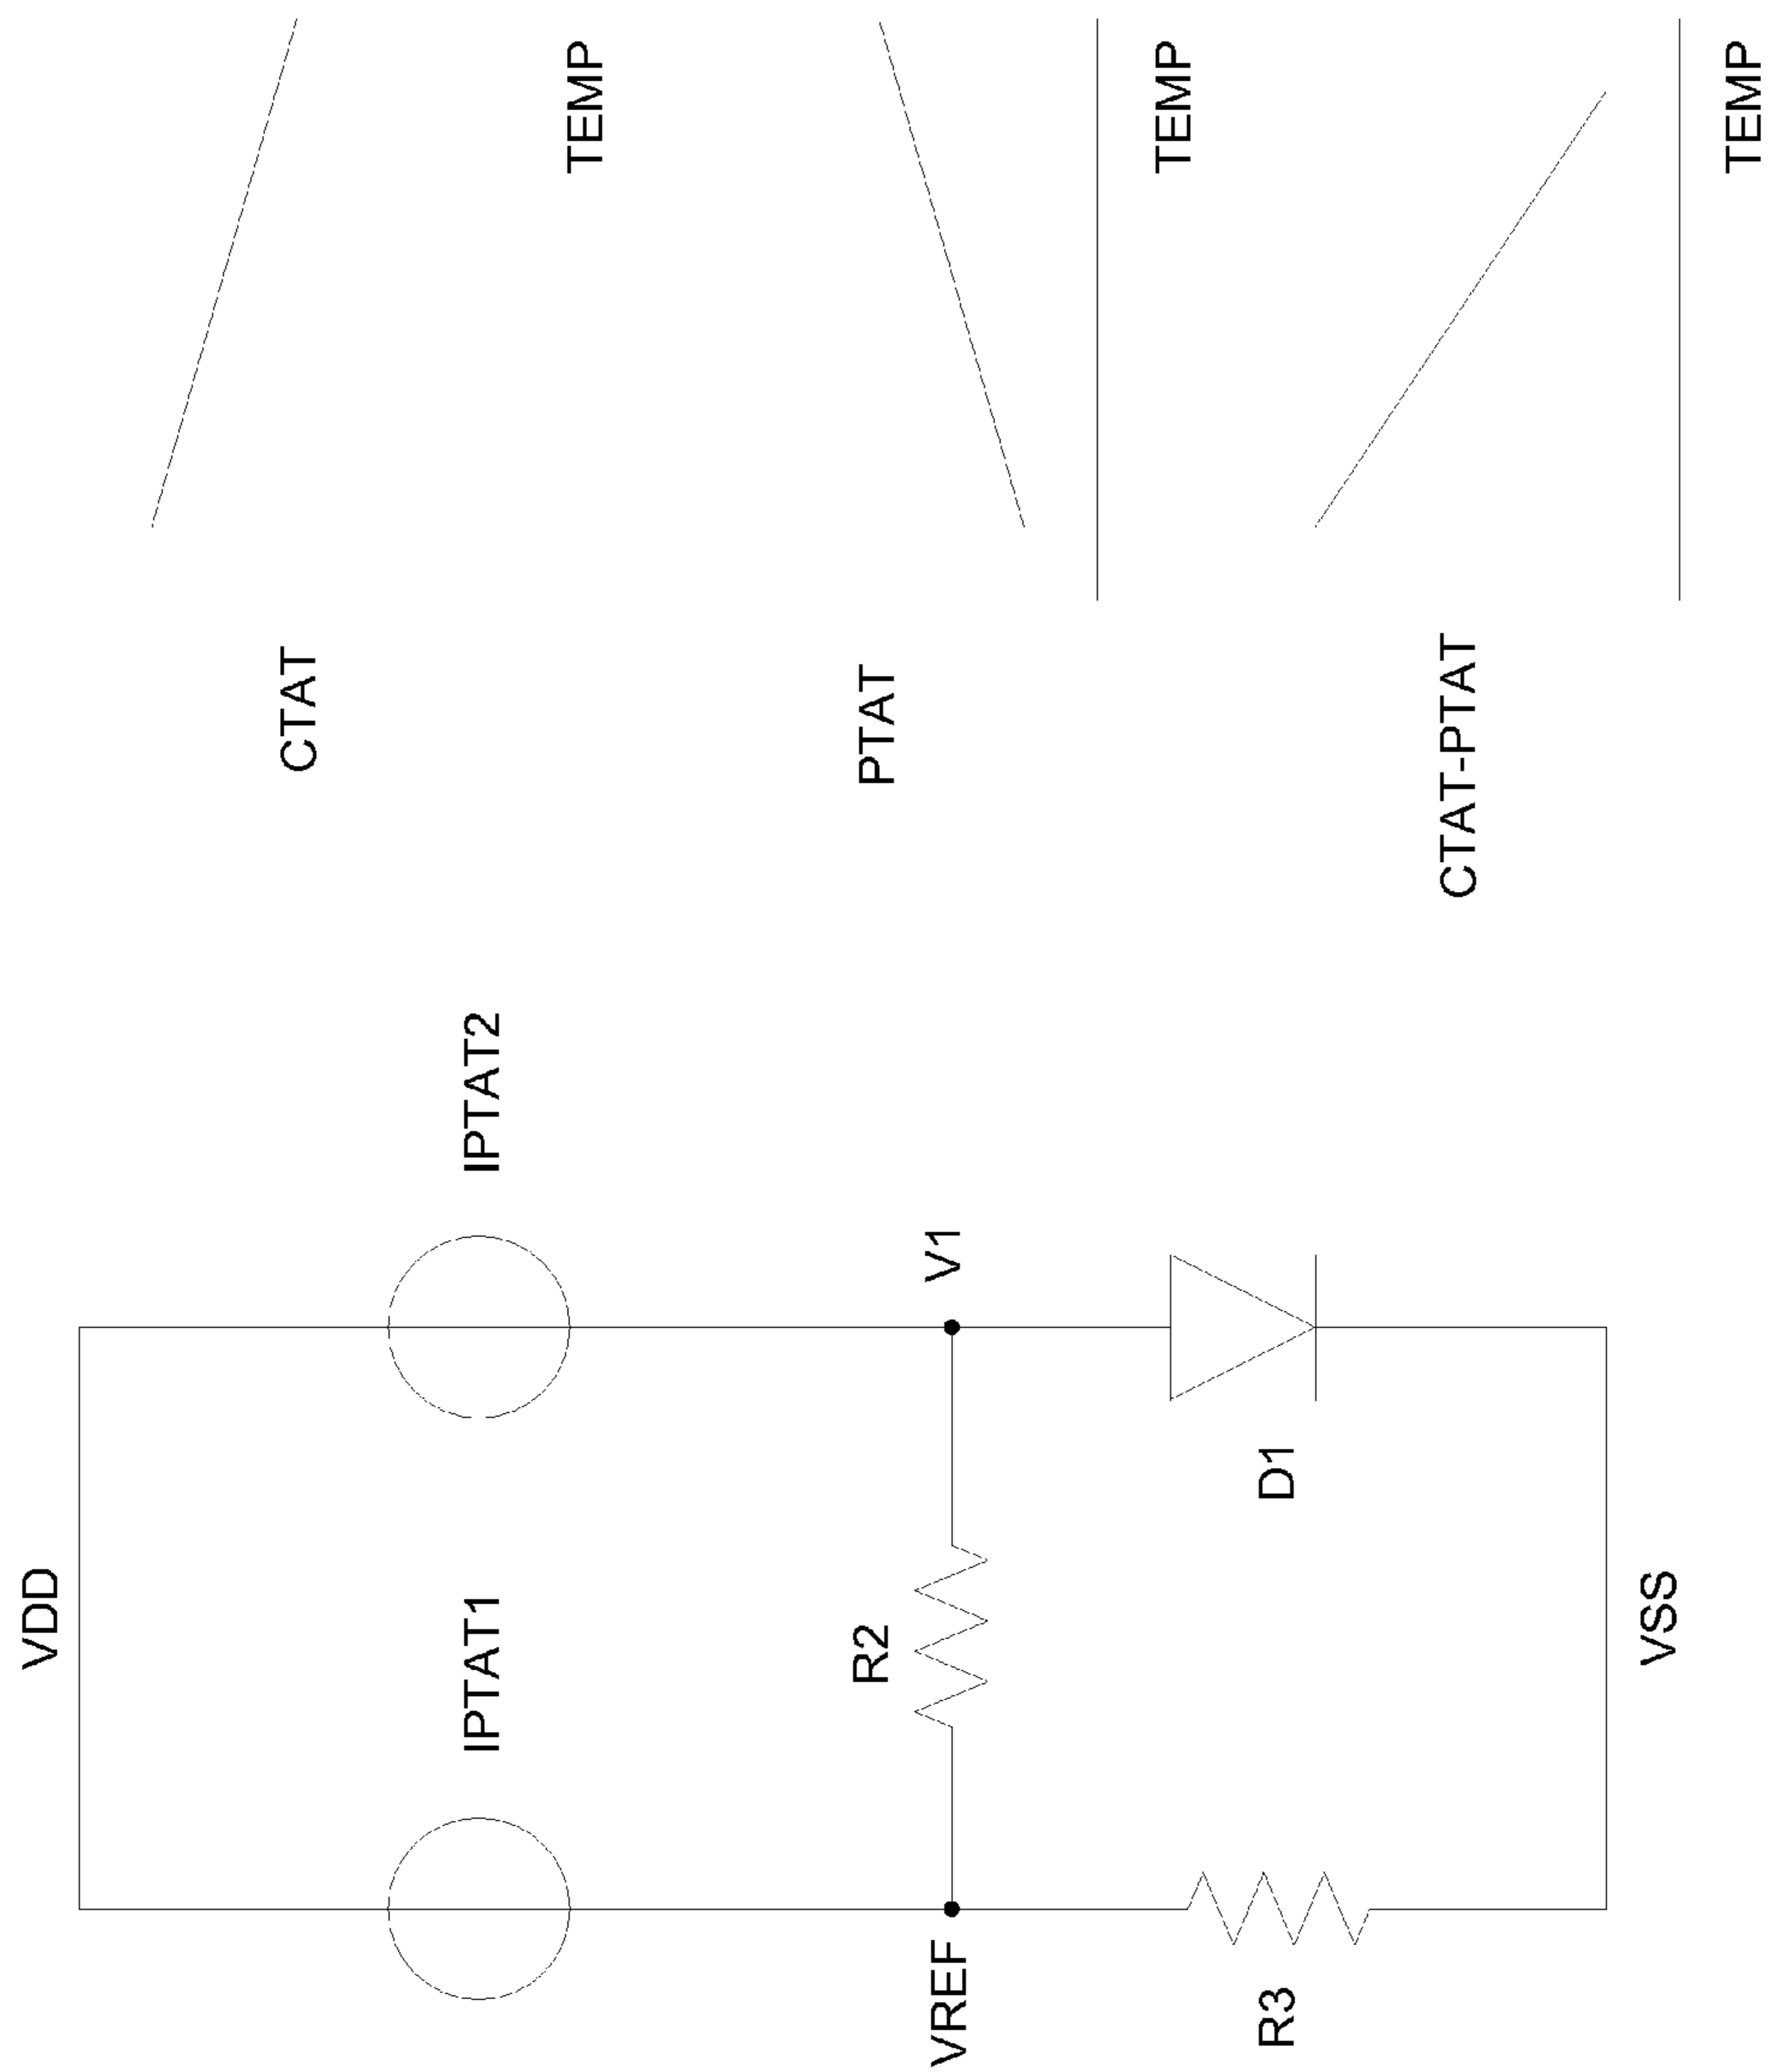 VDD
IPTAT1
IPTAT2
R2
VREF
V1
R3
D1
VSS
CTAT
TEMP
PTAT
TEMP
CTAT-PTAT
TEMP